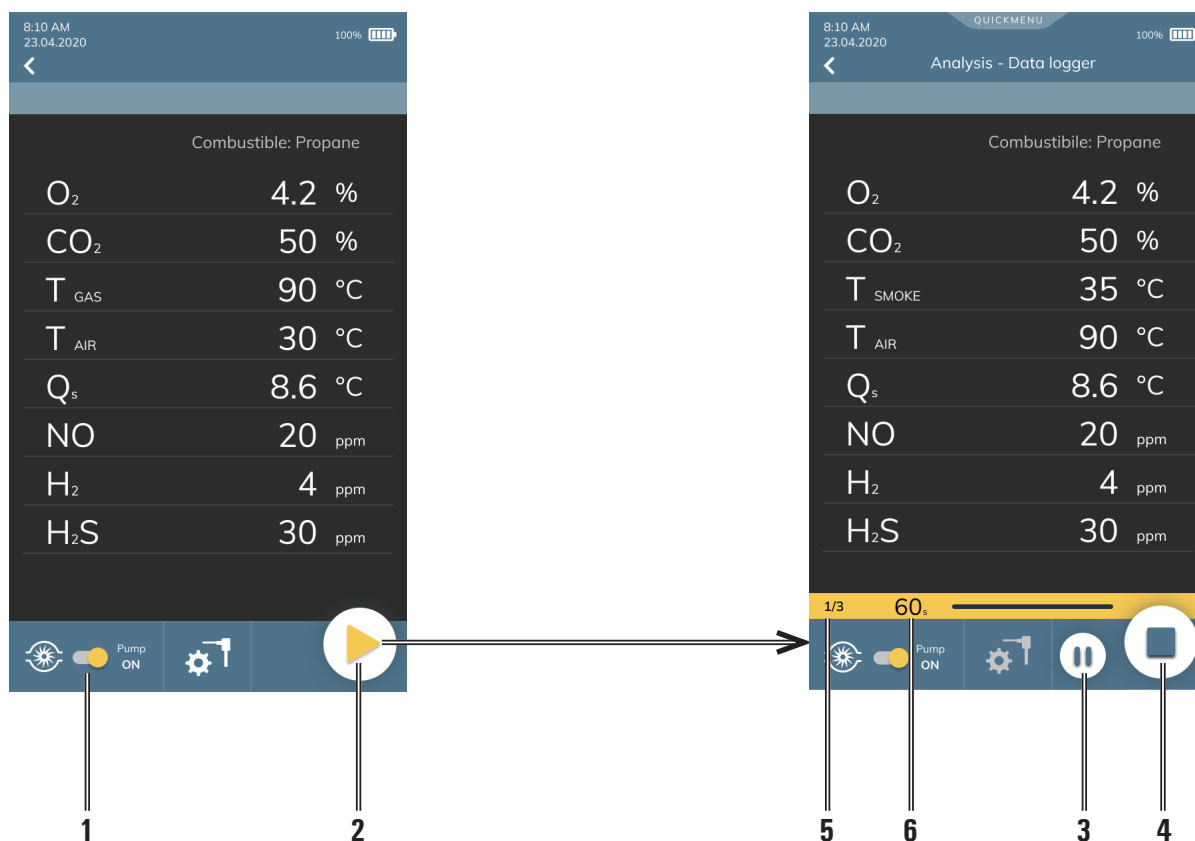 8:10 AM
23.04.2020
100%
Combustible: Propane
O₂ 4.2 %
CO₂ 50 %
T GAS 90 °C
T AIR 30 °C
Qs 8.6 °C
NO 20 ppm
H₂ 4 ppm
H₂S 30 ppm
Pump
ON
1 2
QUICKMENU
8:10 AM
23.04.2020
100%
Analysis - Data logger
Combustibile: Propane
O₂ 4.2 %
CO₂ 50 %
T SMOKE 35 °C
T AIR 90 °C
Qs 8.6 °C
NO 20 ppm
H₂ 4 ppm
H₂S 30 ppm
1/3 60s
Pump
ON
5 6 3 4